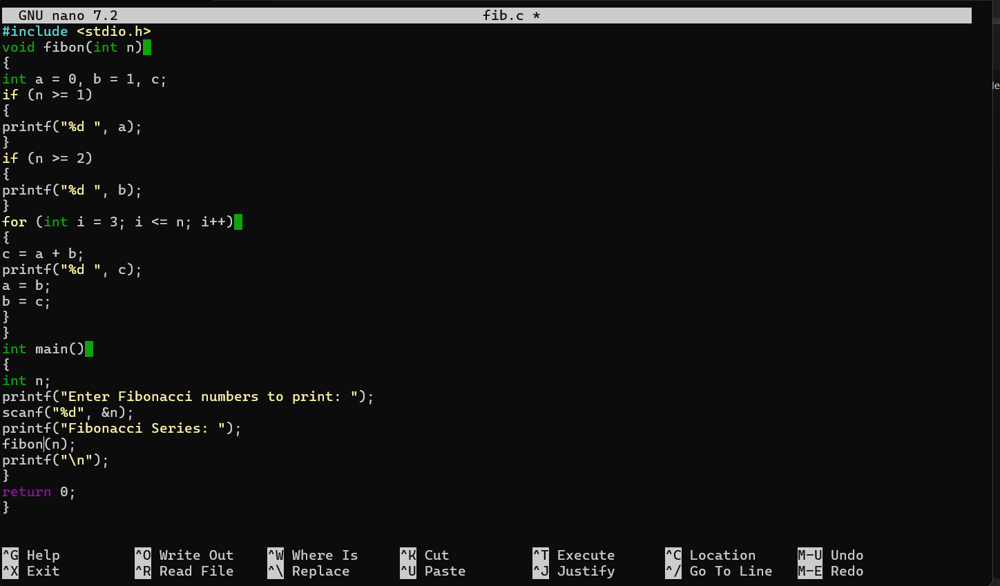 GNU nano 7.2 fib.c *
#include <stdio.h>
void fibon(int n)
{
int a = 0, b = 1, c;
if (n >= 1)
{
printf("%d ", a);
}
if (n >= 2)
{
printf("%d ", b);
}
for (int i = 3; i <= n; i++)
{
c = a + b;
printf("%d ", c);
a = b;
b = c;
}
}
int main()
{
int n;
printf("Enter Fibonacci numbers to print: ");
scanf("%d", &n);
printf("Fibonacci Series: ");
fibon(n);
printf("\n");
}
return 0;
}
^G Help ^O Write Out ^W Where Is ^K Cut ^T Execute ^C Location M-U Undo
^X Exit ^R Read File ^\ Replace ^U Paste ^J Justify ^/ Go To Line M-E Redo